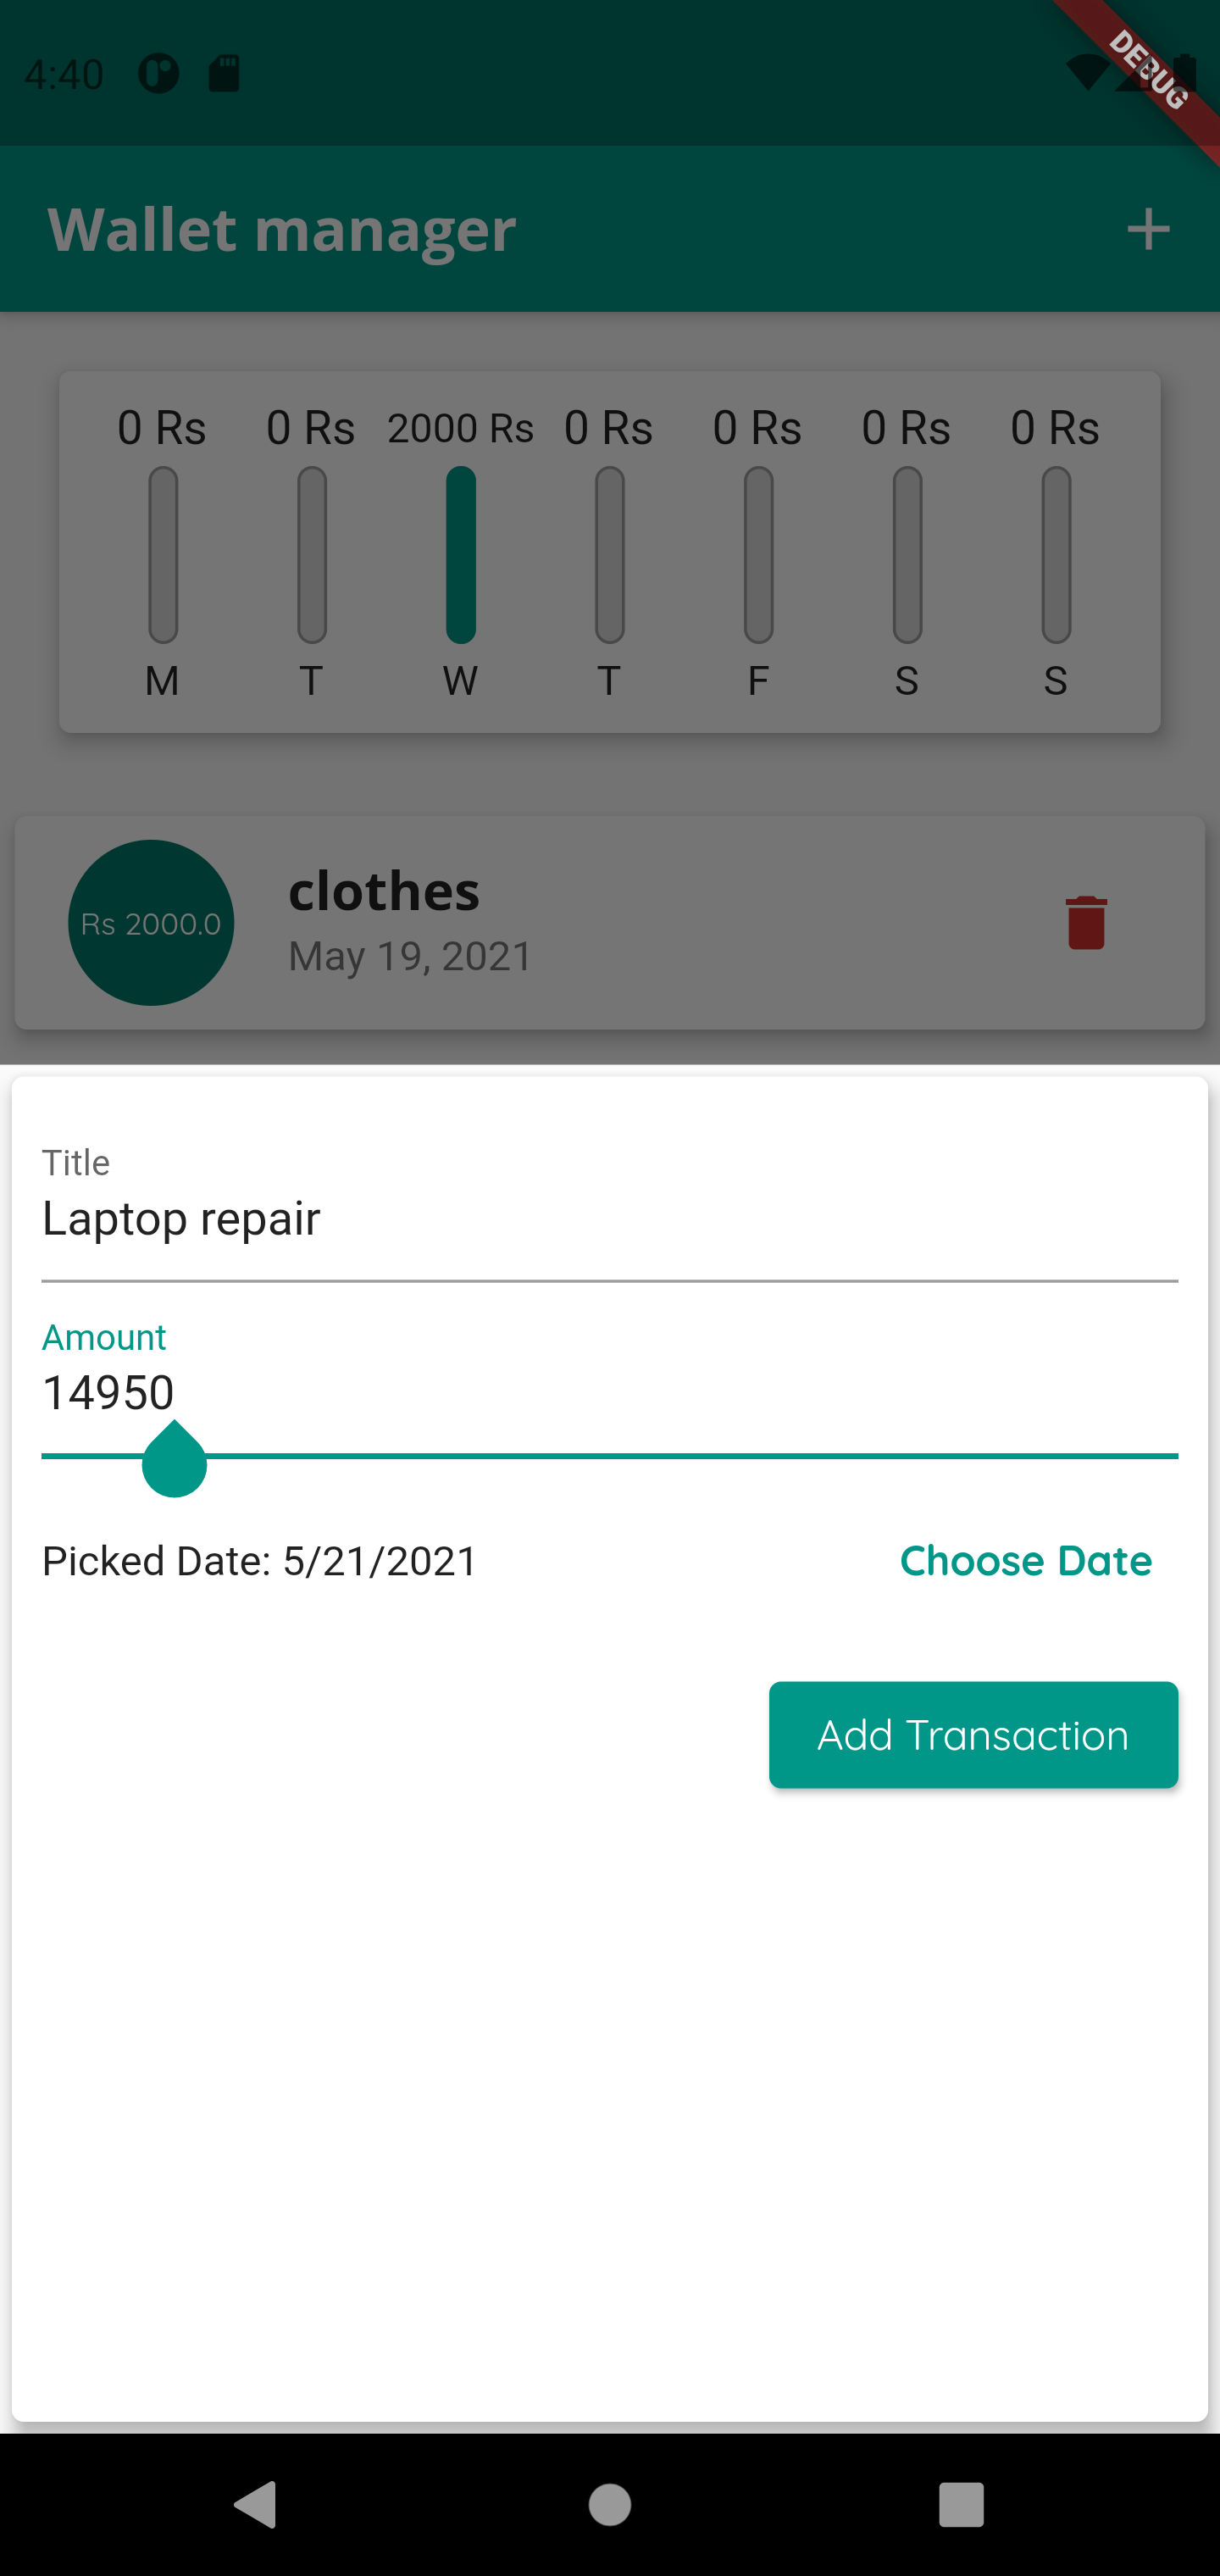 4:40
DEBUG
Wallet manager
0 Rs 0 Rs 2000 Rs 0 Rs 0 Rs 0 Rs 0 Rs
M T W T F S S
clothes
Rs 2000.0
May 19, 2021
Title
Laptop repair
Amount
14950
Picked Date: 5/21/2021 Choose Date
Add Transaction